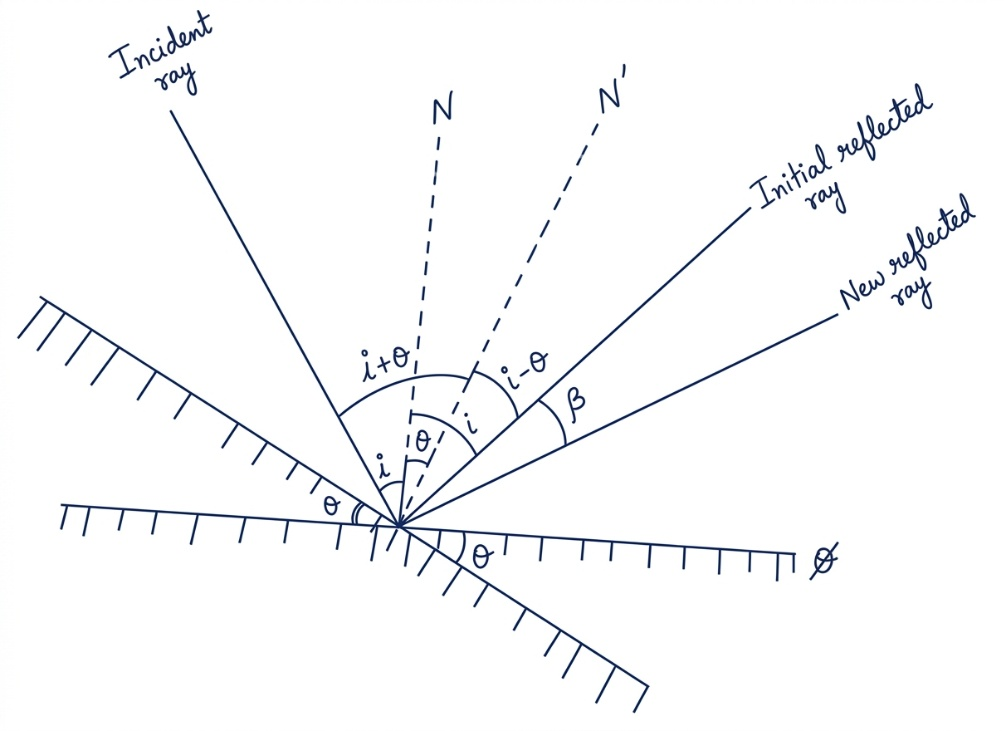 Incident
ray
N
N'
Initial reflected
ray
New reflected
ray
i+θ
i-θ
β
i
θ
i
θ
θ